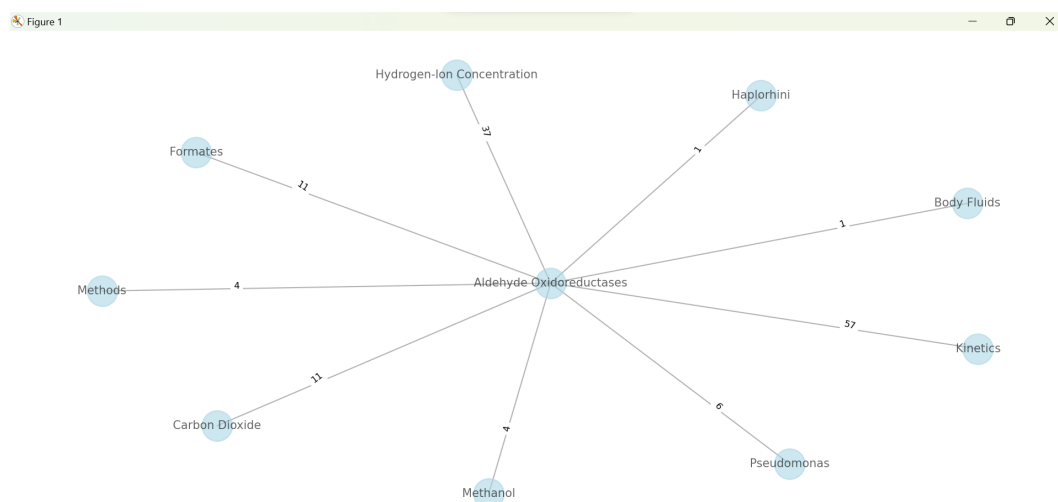 Figure 1
Hydrogen-Ion Concentration
Haplorhini
37
1
Formates
11
Body Fluids
1
Aldehyde Oxidoreductases
Methods
4
57
Kinetics
11
6
Carbon Dioxide
4
Pseudomonas
Methanol